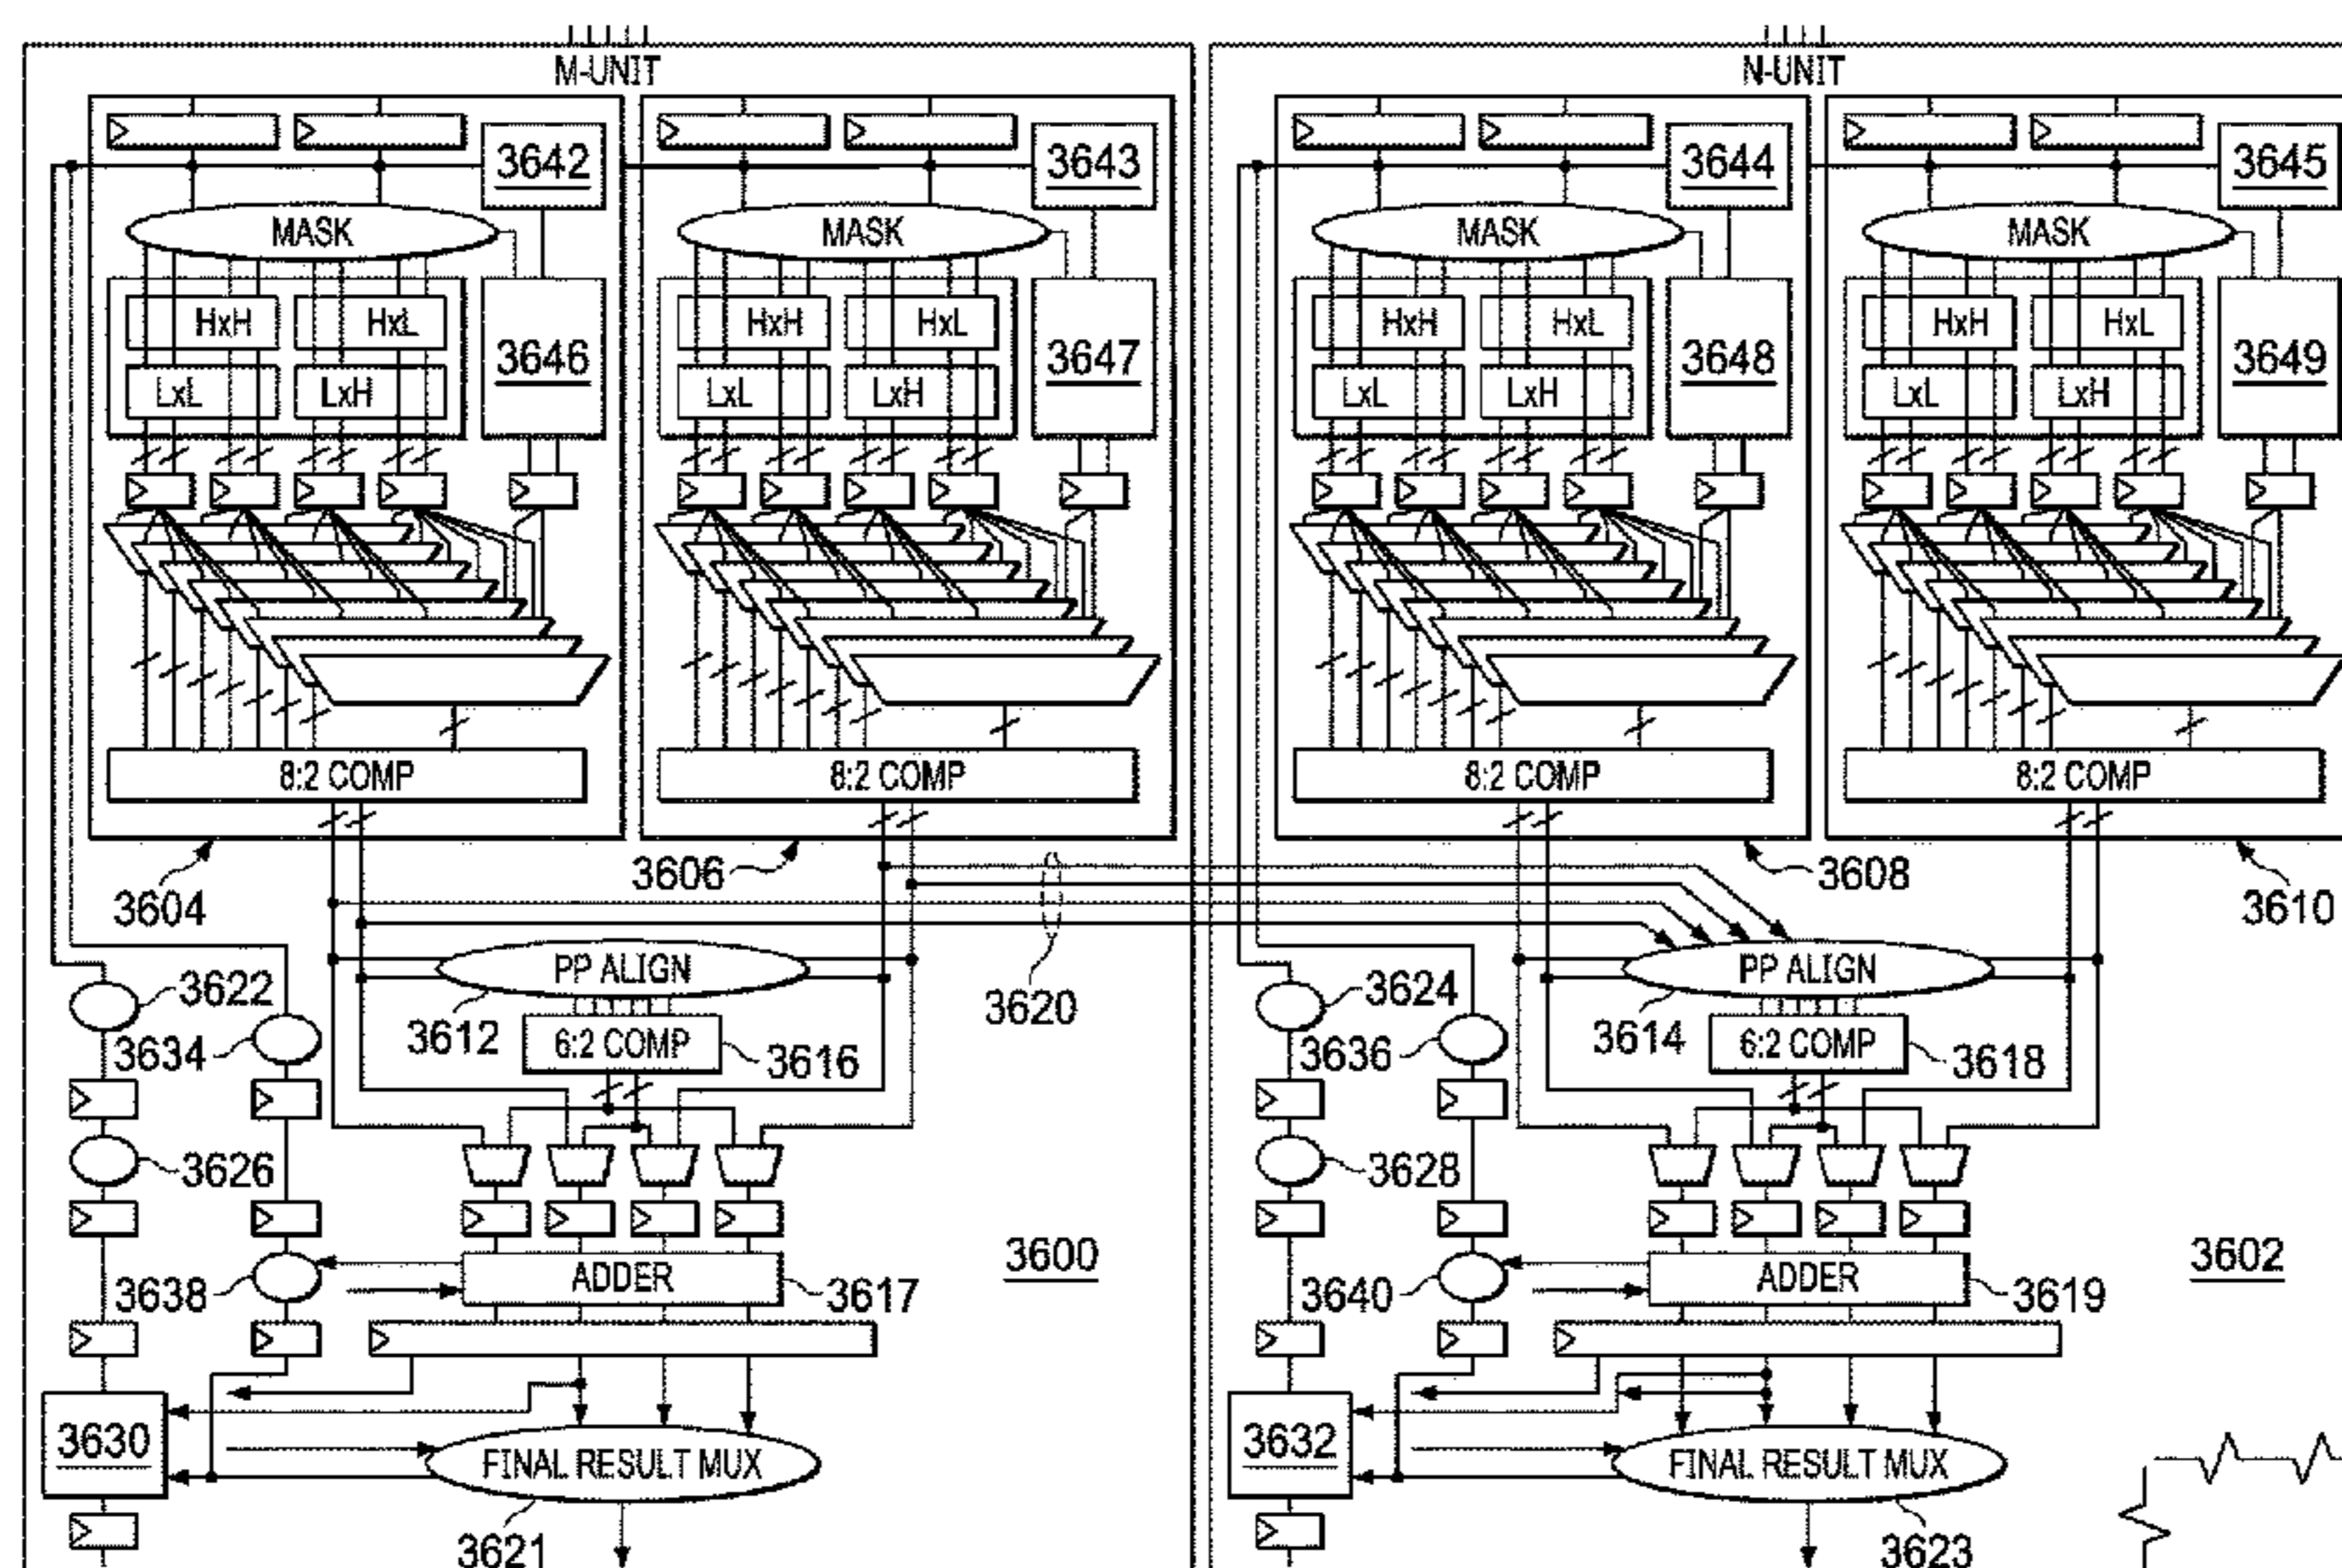 M-UNIT
N-UNIT
3642
3643
3644
3645
MASK
MASK
MASK
MASK
HxH
HxL
HxH
HxL
HxH
HxL
HxH
HxL
3646
3647
3648
3649
LxL
LxH
LxL
LxH
LxL
LxH
LxL
LxH
8:2 COMP
8:2 COMP
8:2 COMP
8:2 COMP
3604
3606
3608
3610
PP ALIGN
PP ALIGN
3622
3612
3620
3624
3614
3634
6:2 COMP
3616
3636
6:2 COMP
3618
3626
3628
3600
3602
3638
ADDER
3617
3640
ADDER
3619
3630
FINAL RESULT MUX
3632
FINAL RESULT MUX
3621
3623